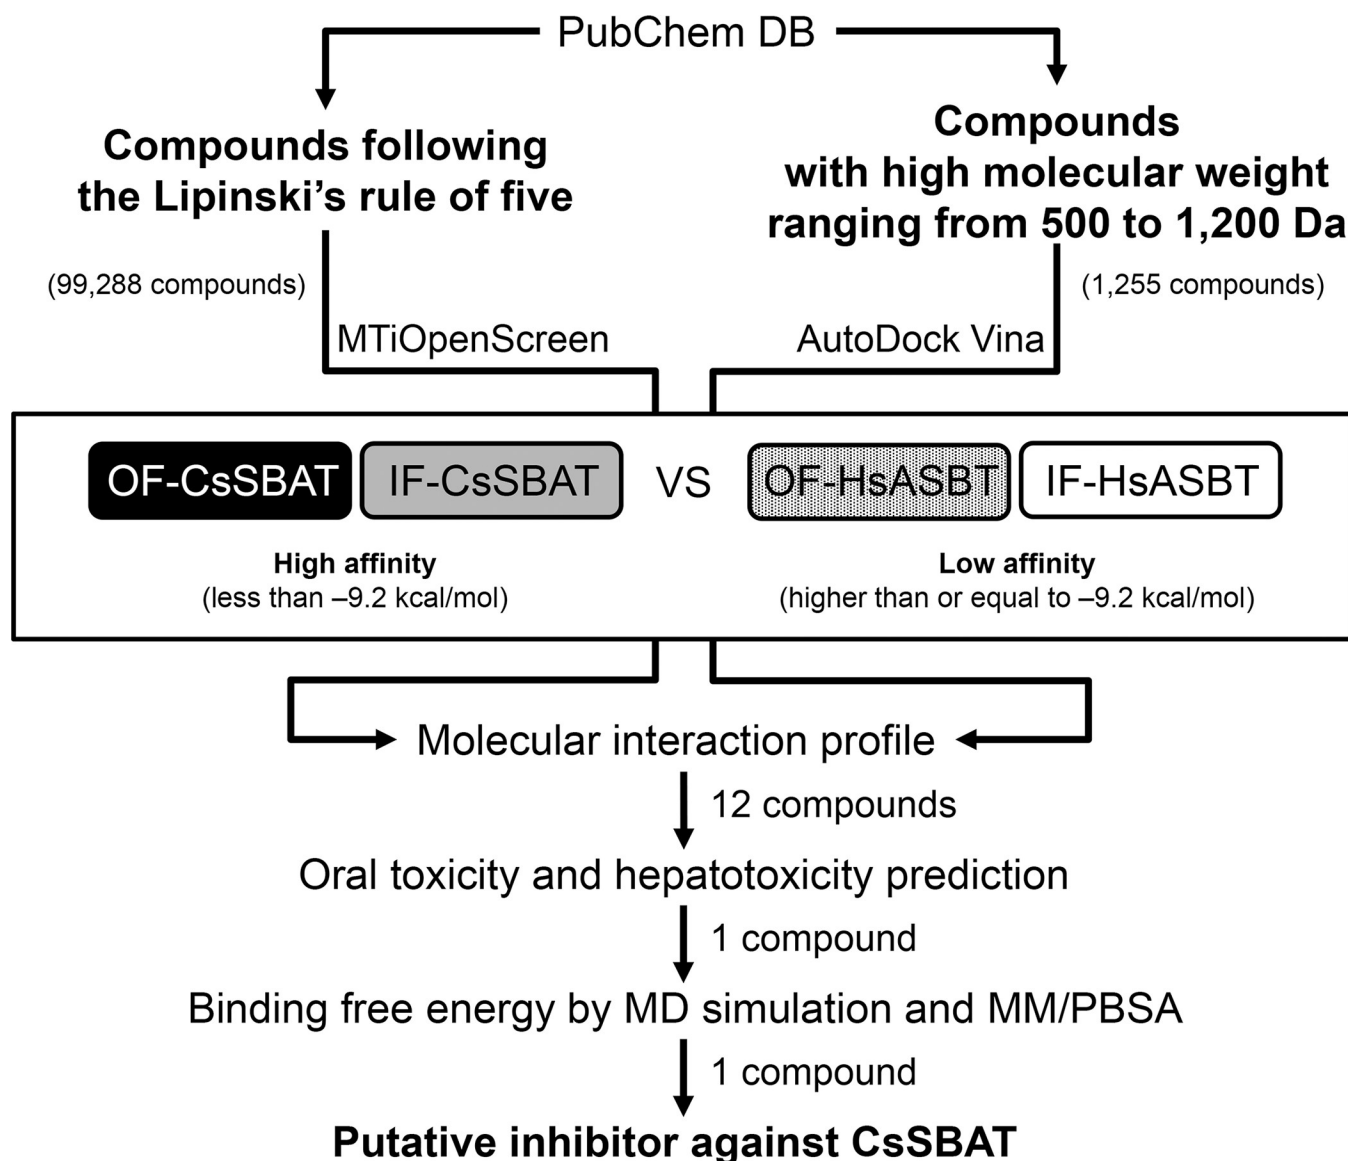 PubChem DB
Compounds following
the Lipinski’s rule of five
Compounds
with high molecular weight
ranging from 500 to 1,200 Da
(99,288 compounds)
(1,255 compounds)
MTiOpenScreen
AutoDock Vina
OF-CsSBAT
IF-CsSBAT
VS
OF-HsASBT
IF-HsASBT
High affinity
(less than –9.2 kcal/mol)
Low affinity
(higher than or equal to –9.2 kcal/mol)
Molecular interaction profile
12 compounds
Oral toxicity and hepatotoxicity prediction
1 compound
Binding free energy by MD simulation and MM/PBSA
1 compound
Putative inhibitor against CsSBAT